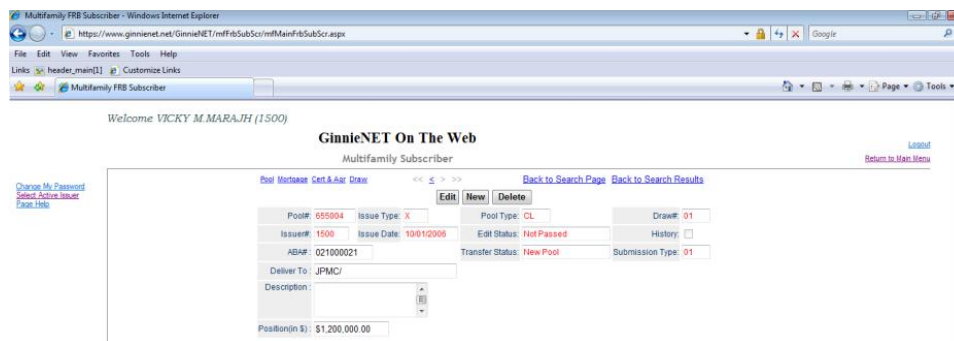 Multifamily FRB Subscriber - Windows Internet Explorer
https://www.ginnienet.net/GinnieNET/mfFrbSubScr/mfMainFrbSubScr.aspx
Google
File Edit View Favorites Tools Help
Links header_main[1] Customize Links
Multifamily FRB Subscriber Page Tools
Welcome VICKY M.MARAJH (1500)
GinnieNET On The Web
Logout
Multifamily Subscriber
Return to Main Menu
Pool Mortgage Cert & Agr Draw << < > >> Back to Search Page Back to Search Results
Change My Password
Select Active Issuer
Page Help
Edit New Delete
Pool#: 655004 Issue Type: X Pool Type: CL Draw#: 01
Issuer#: 1500 Issue Date: 10/01/2006 Edit Status: Not Passed History:
ABA#: 021000021 Transfer Status: New Pool Submission Type: 01
Deliver To : JPMC/
Description :
Position(in $): $1,200,000.00